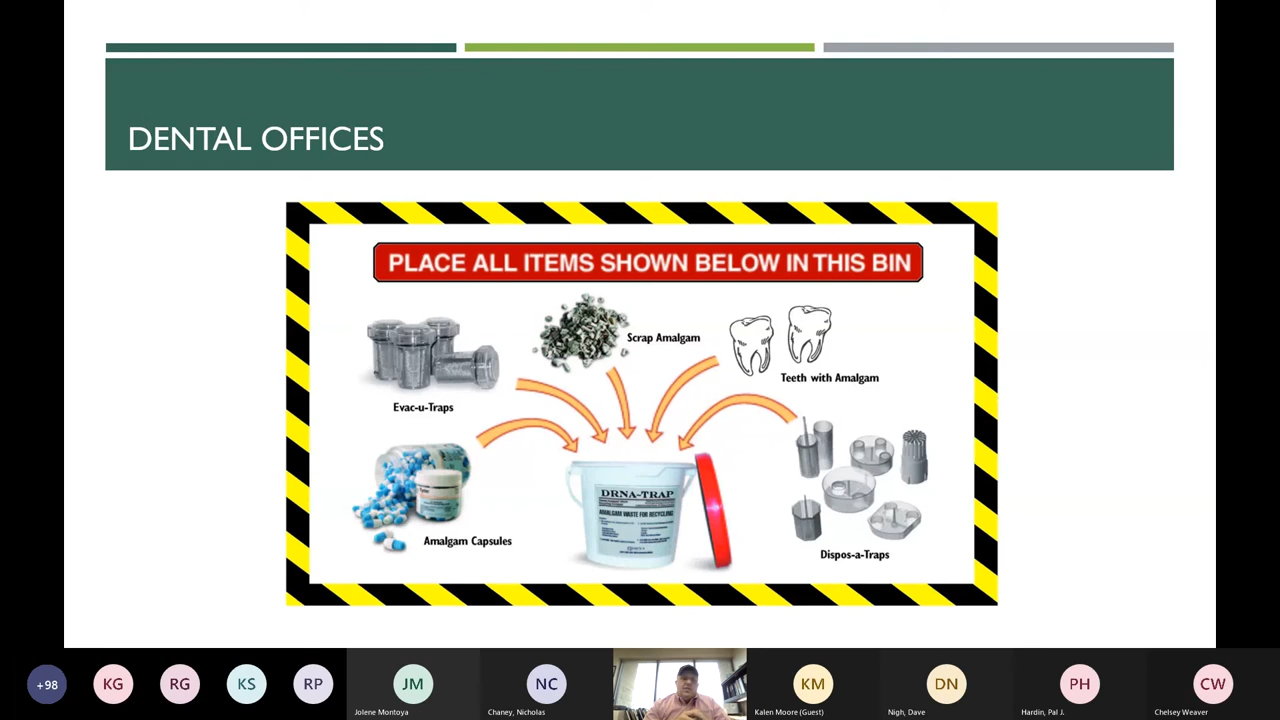 DENTAL OFFICES
PLACE ALL ITEMS SHOWN BELOW IN THIS BIN
Scrap Amalgam
Teeth with Amalgam
Evac-u-Traps
Amalgam Capsules
DRNA-TRAP
AMALGAM WASTE FOR RECYCLING
Dispos-a-Traps
+98
KG
RG
KS
RP
JM
NC
KM
DN
PH
CW
Jolene Montoya
Chaney, Nicholas
Kalen Moore (Guest)
Nigh, Dave
Hardin, Pal J.
Chelsey Weaver